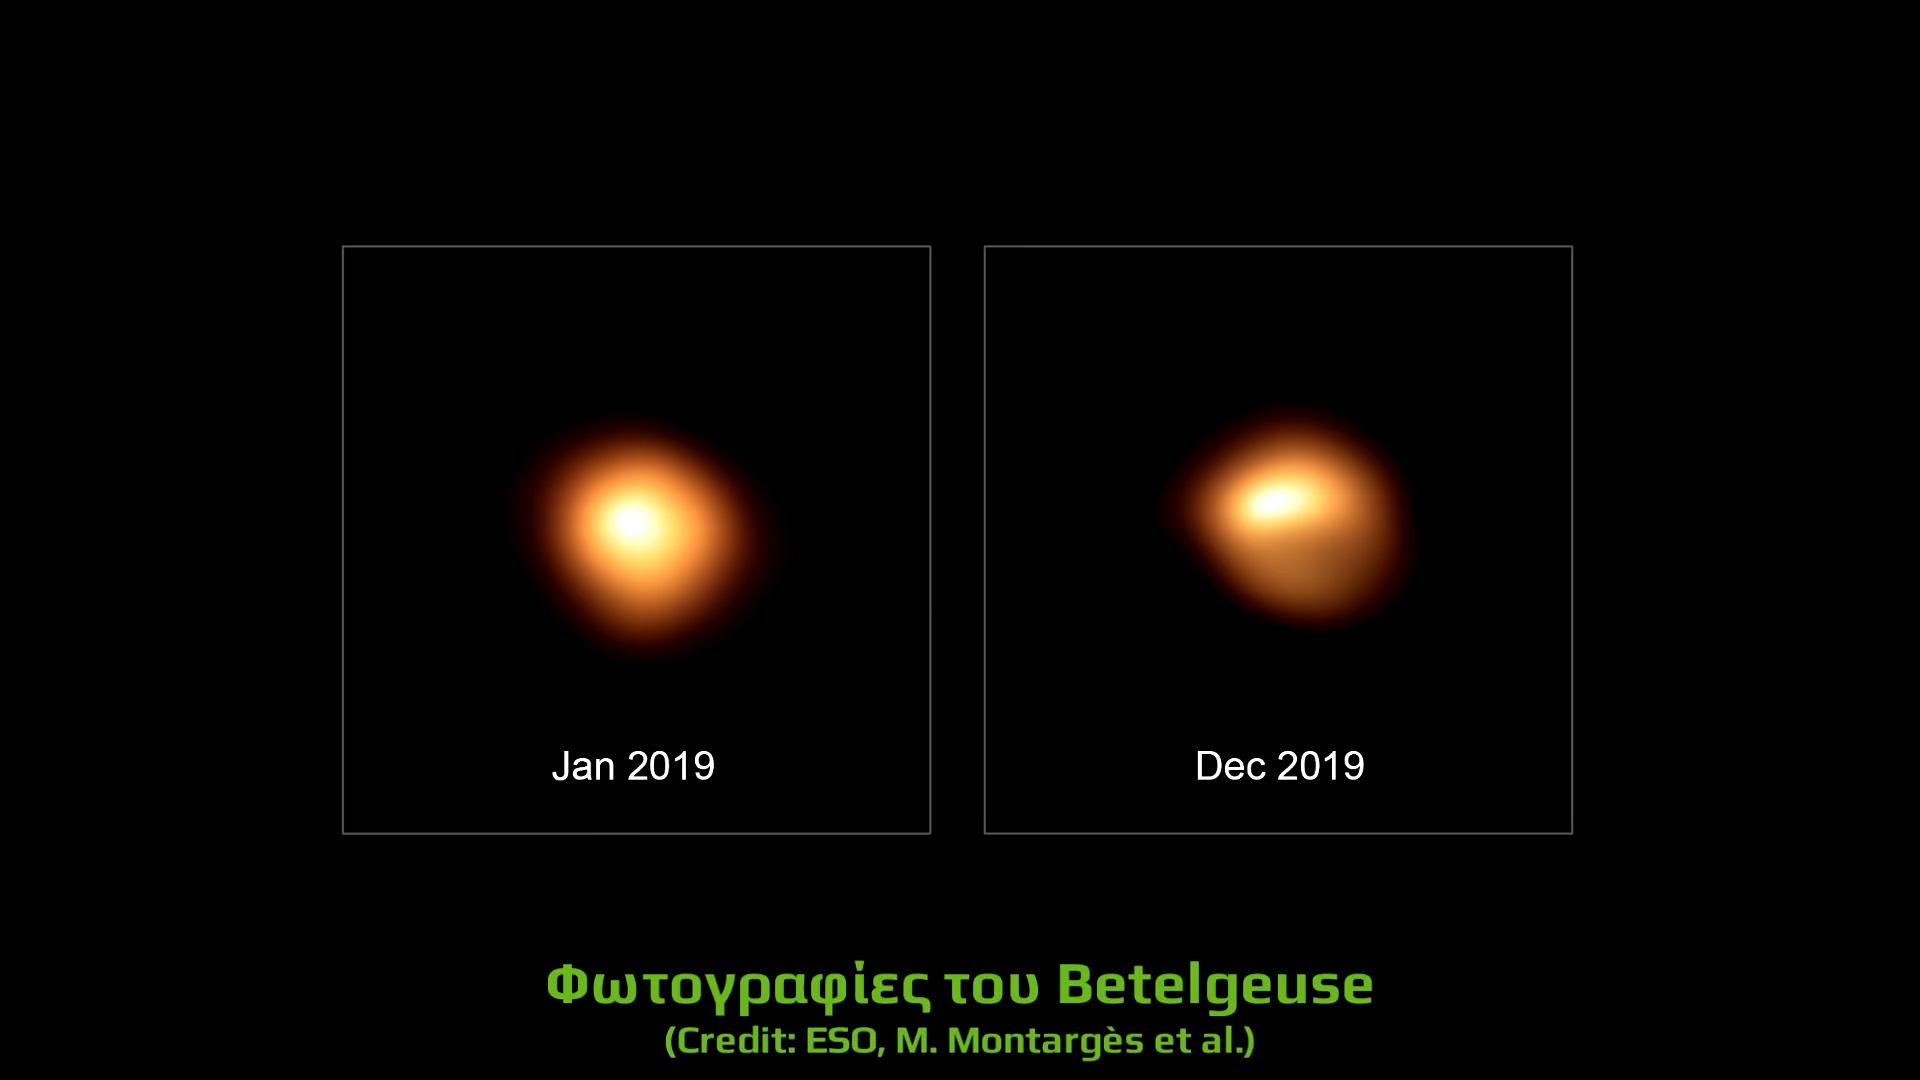 Jan 2019
Dec 2019
Φωτογραφίες του Betelgeuse
(Credit: ESO, M. Montargès et al.)